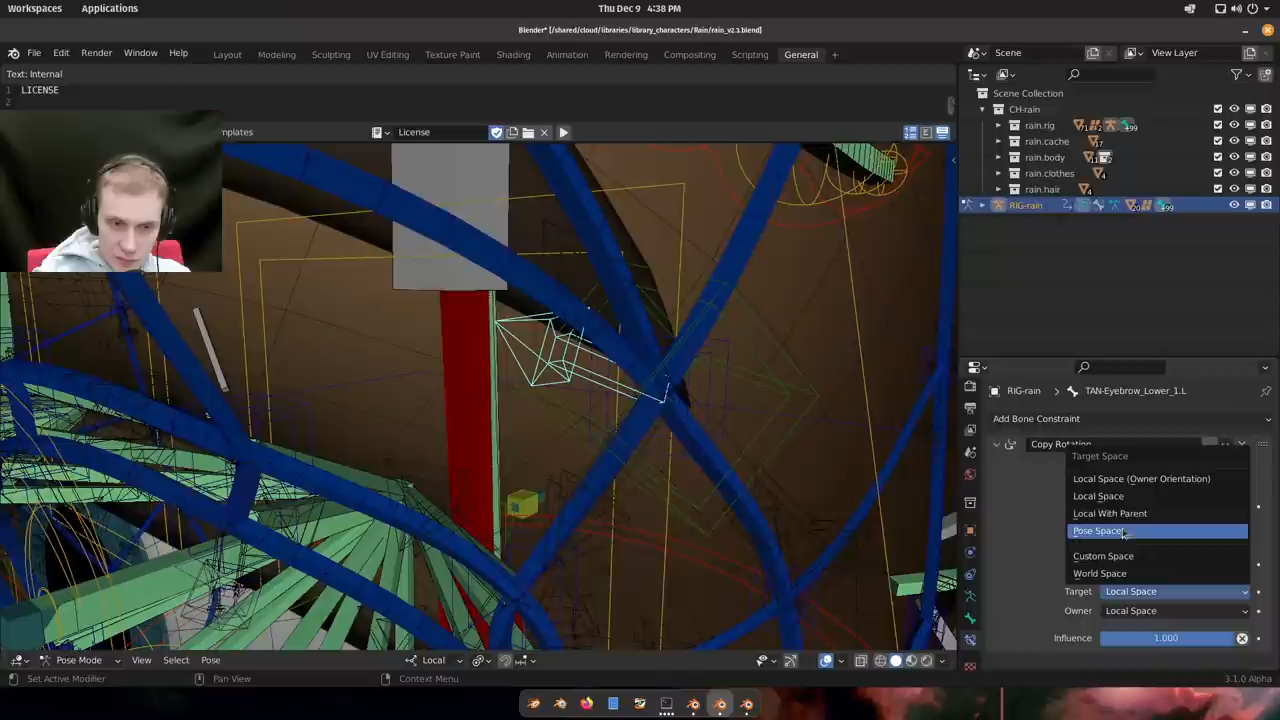 Workspaces Applications Thu Dec 9 4:38 PM
Blender* [/shared/cloud/libraries/library_characters/Rain/rain_v2.3.blend]
File Edit Render Window Help Layout Modeling Sculpting UV Editing Texture Paint Shading Animation Rendering Compositing Scripting General + Scene View Layer
Text: Internal
1 LICENSE
2
mplates License
Scene Collection
CH-rain
rain.rig
rain.cache
rain.body
rain.clothes
rain.hair
RIG-rain
RIG-rain TAN-Eyebrow_Lower_1.L
Add Bone Constraint
Copy Rotation
Target Space
Local Space (Owner Orientation)
Local Space
Local With Parent
Pose Space
Custom Space
World Space
Target Local Space
Owner Local Space
Influence 1.000
Pose Mode View Select Pose Local
Set Active Modifier Pan View Context Menu 3.1.0 Alpha